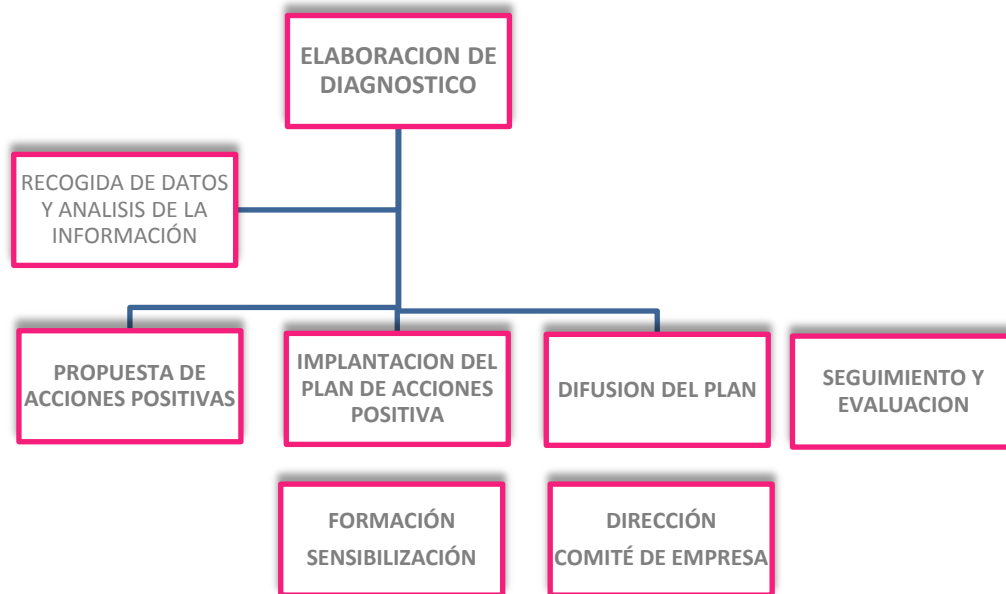 ELABORACION DE
DIAGNOSTICO
RECOGIDA DE DATOS
Y ANALISIS DE LA
INFORMACIÓN
PROPUESTA DE
ACCIONES POSITIVAS
IMPLANTACION DEL
PLAN DE ACCIONES
POSITIVA
DIFUSION DEL PLAN
SEGUIMIENTO Y
EVALUACION
FORMACIÓN
SENSIBILIZACIÓN
DIRECCIÓN
COMITÉ DE EMPRESA